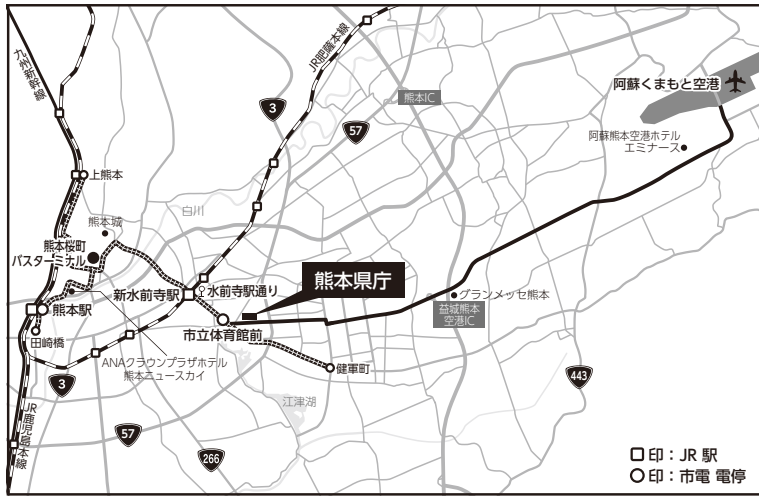 九州新幹線
JR肥薩本線
3
熊本IC
57
阿蘇くまもと空港
阿蘇熊本空港ホテル
エミナース
上熊本
熊本城
白川
熊本桜町
バスターミナル
熊本県庁
新水前寺駅
水前寺駅通り
グランメッセ熊本
益城熊本
空港IC
熊本駅
市立体育館前
田崎橋
ANAクラウンプラザホテル
熊本ニュースカイ
健軍町
3
443
江津湖
JR鹿児島本線
57
266
印：JR 駅
印：市電 電停